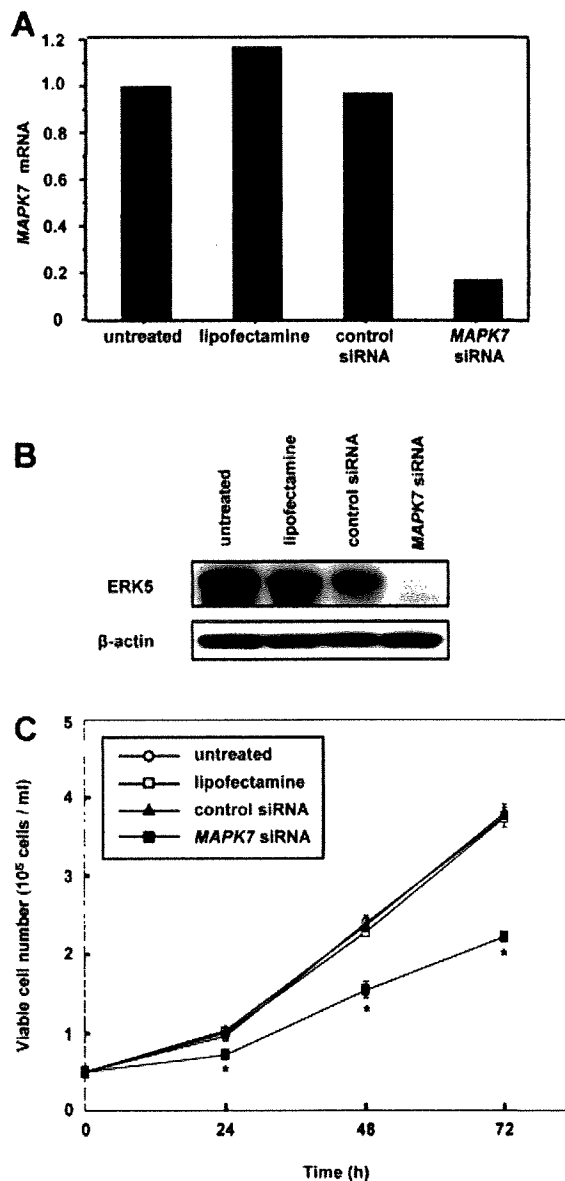 A
1.2
1.0
0.8
0.6
0.4
0.2
0
MAPK7 mRNA
untreated
lipofectamine
control
siRNA
MAPK7
siRNA
B
untreated
lipofectamine
control siRNA
MAPK7 siRNA
ERK5
β-actin
C
5
4
3
2
1
0
Viable cell number (10⁵ cells / ml)
untreated
lipofectamine
control siRNA
MAPK7 siRNA
*
*
*
0
24
48
72
Time (h)